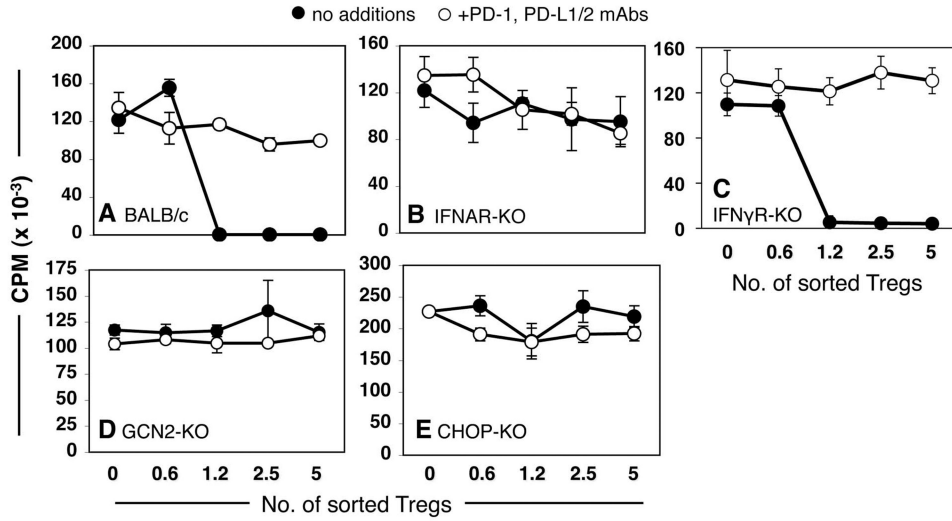 ● no additions ○ +PD-1, PD-L1/2 mAbs
CPM (x 10-3)
200
160
120
80
40
0
A BALB/c
160
120
80
40
0
B IFNAR-KO
160
120
80
40
0
C
IFNγR-KO
0 0.6 1.2 2.5 5
No. of sorted Tregs
175
150
125
100
75
50
25
0
D GCN2-KO
0 0.6 1.2 2.5 5
300
250
200
150
100
50
0
E CHOP-KO
0 0.6 1.2 2.5 5
No. of sorted Tregs